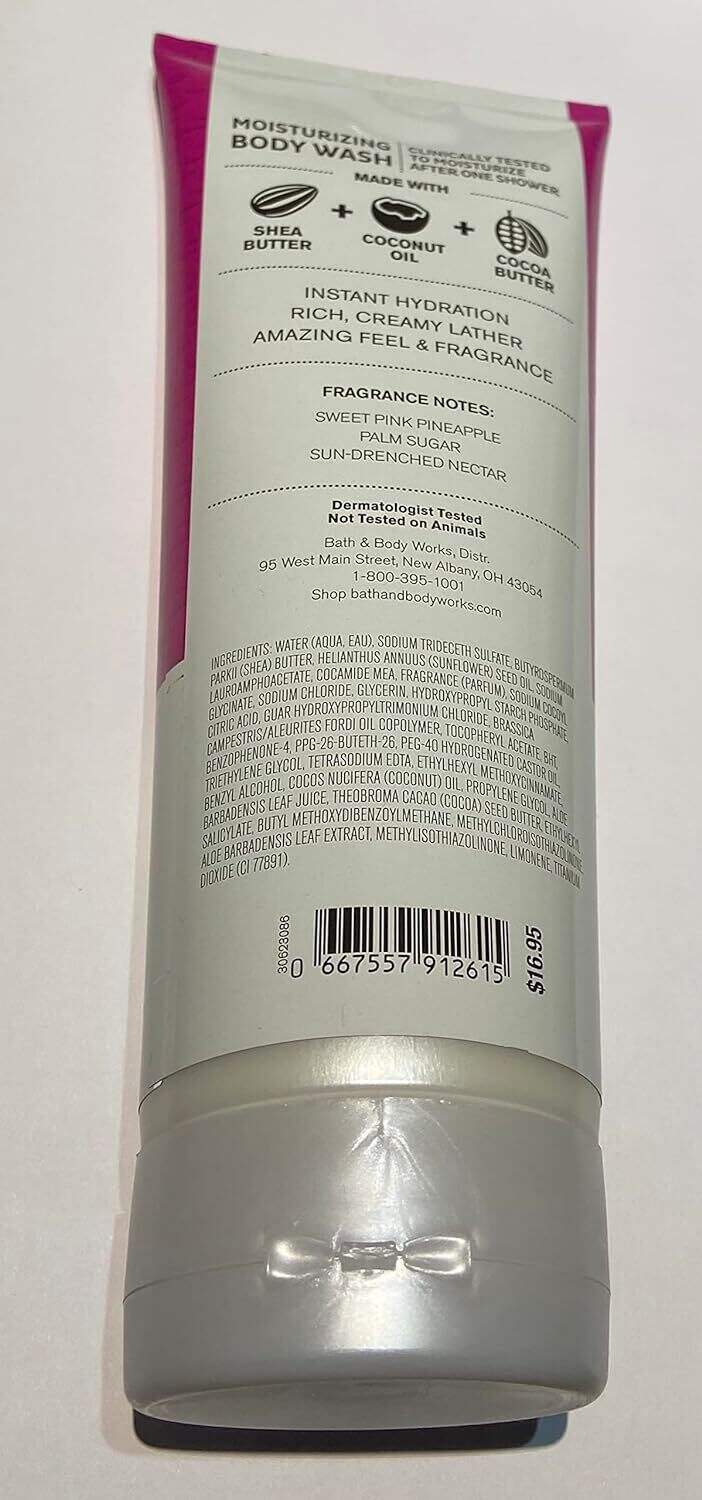 MOISTURIZING
BODY WASH
CLINICALLY TESTED
TO MOISTURIZE
AFTER ONE SHOWER
MADE WITH
SHEA
BUTTER
+
COCONUT
OIL
+
COCOA
BUTTER
INSTANT HYDRATION
RICH, CREAMY LATHER
AMAZING FEEL & FRAGRANCE
FRAGRANCE NOTES:
SWEET PINK PINEAPPLE
PALM SUGAR
SUN-DRENCHED NECTAR
Dermatologist Tested
Not Tested on Animals
Bath & Body Works, Distr.
95 West Main Street, New Albany, OH 43054
1-800-395-1001
Shop bathandbodyworks.com
INGREDIENTS: WATER (AQUA, EAU), SODIUM TRIDECETH SULFATE, BUTYROSPERMUM
PARKII (SHEA) BUTTER, HELIANTHUS ANNUUS (SUNFLOWER) SEED OIL, SODIUM
LAUROAMPHOACETATE, COCAMIDE MEA, FRAGRANCE (PARFUM), SODIUM COCOYL
GLYCINATE, SODIUM CHLORIDE, GLYCERIN, HYDROXYPROPYL STARCH PHOSPHATE,
CITRIC ACID, GUAR HYDROXYPROPYLTRIMONIUM CHLORIDE, BRASSICA
CAMPESTRIS/ALEURITES FORDI OIL COPOLYMER, TOCOPHERYL ACETATE, BHT,
BENZOPHENONE-4, PPG-26-BUTETH-26, PEG-40 HYDROGENATED CASTOR OIL,
TRIETHYLENE GLYCOL, TETRASODIUM EDTA, ETHYLHEXYL METHOXYCINNAMATE,
BENZYL ALCOHOL, COCOS NUCIFERA (COCONUT) OIL, PROPYLENE GLYCOL, ALOE
BARBADENSIS LEAF JUICE, THEOBROMA CACAO (COCOA) SEED BUTTER, ETHYLHEXYL
SALICYLATE, BUTYL METHOXYDIBENZOYLMETHANE, METHYLCHLOROISOTHIAZOLINONE,
ALOE BARBADENSIS LEAF EXTRACT, METHYLISOTHIAZOLINONE, LIMONENE, TITANIUM
DIOXIDE (CI 77891).
30623086
0 667557 912615
$16.95